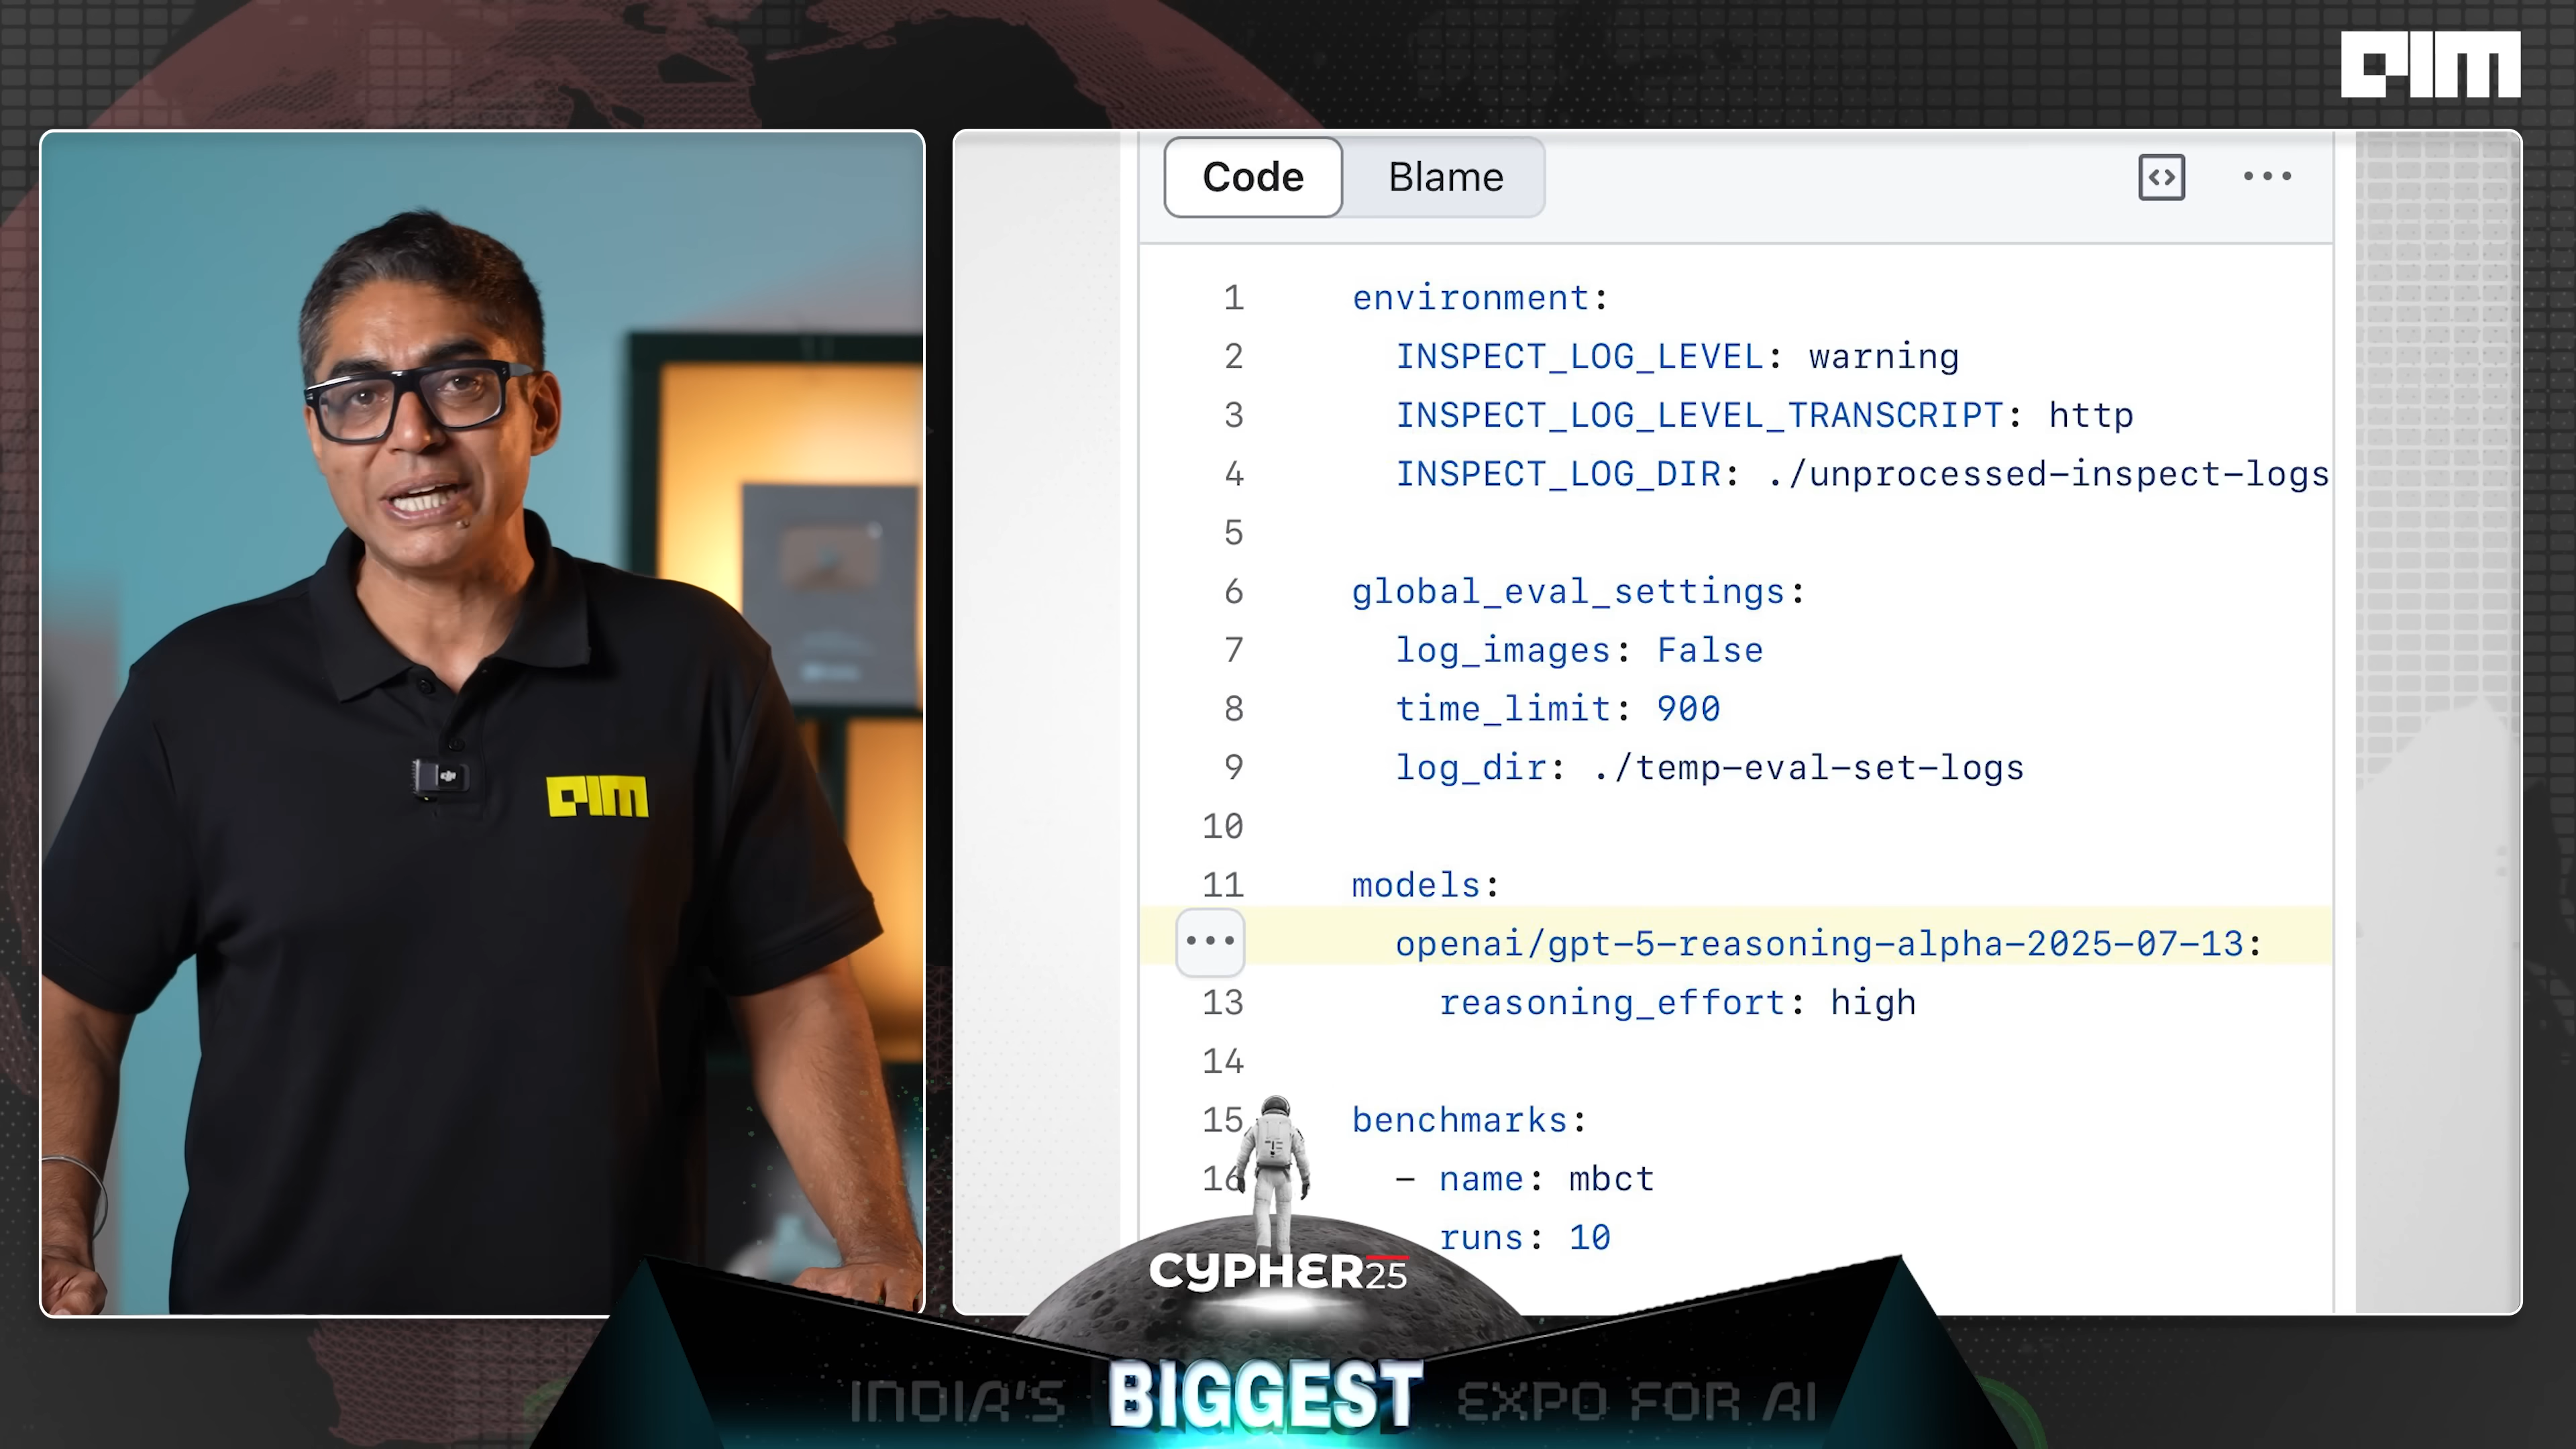 AIM
AIM
Code Blame
1 environment:
2 INSPECT_LOG_LEVEL: warning
3 INSPECT_LOG_LEVEL_TRANSCRIPT: http
4 INSPECT_LOG_DIR: ./unprocessed-inspect-logs
5
6 global_eval_settings:
7 log_images: False
8 time_limit: 900
9 log_dir: ./temp-eval-set-logs
10
11 models:
openai/gpt-5-reasoning-alpha-2025-07-13:
13 reasoning_effort: high
14
15 benchmarks:
16 - name: mbct
runs: 10
CYPHER25
INDIA'S BIGGEST EXPO FOR AI